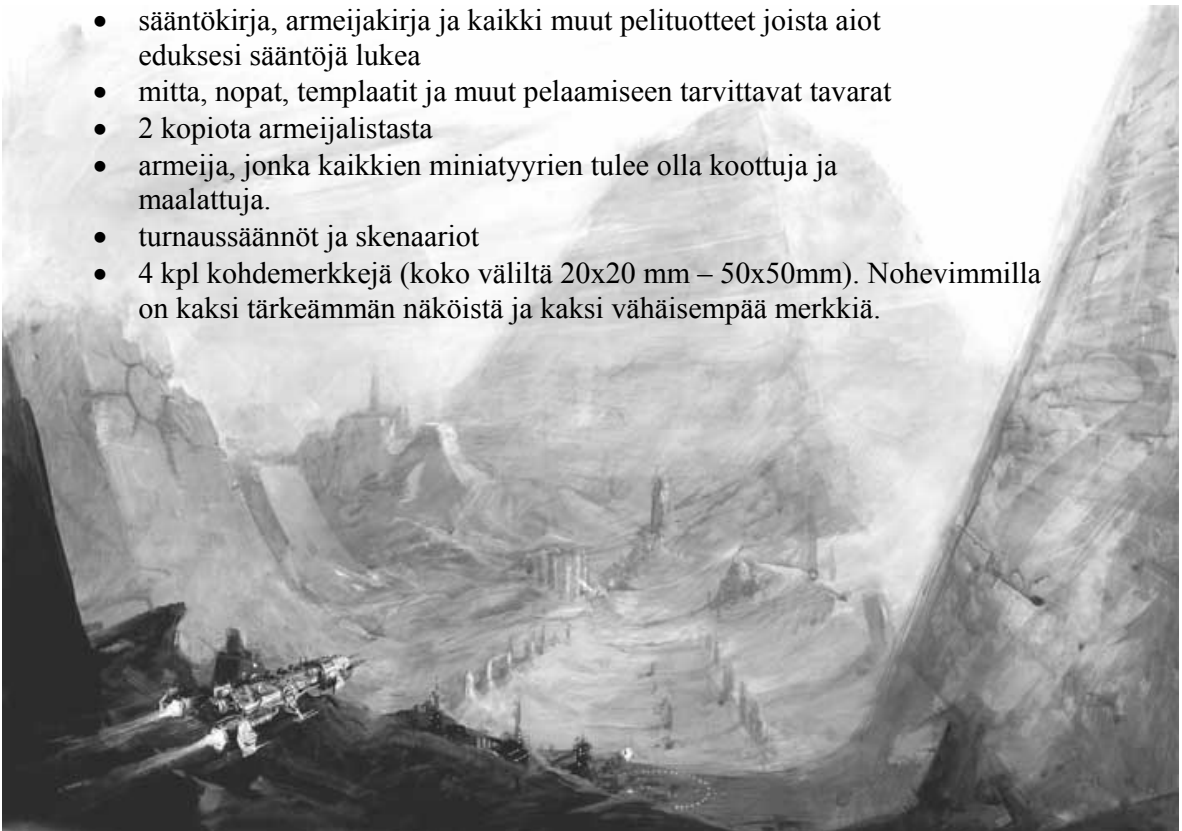 • sääntökirja, armeijakirja ja kaikki muut pelituotteet joista aiot
eduksesi sääntöjä lukea
• mitta, nopat, templaatit ja muut pelaamiseen tarvittavat tavarat
• 2 kopiota armeijalistasta
• armeija, jonka kaikkien miniatyyrien tulee olla koottuja ja
maalattuja.
• turnaussäännöt ja skenaariot
• 4 kpl kohdemerkkejä (koko väliltä 20x20 mm – 50x50mm). Nohevimmilla
on kaksi tärkeämmän näköistä ja kaksi vähäisempää merkkiä.